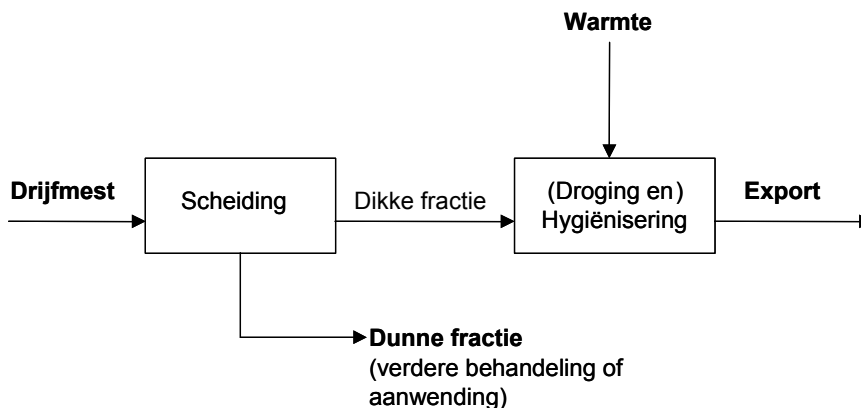 Warmte
Drijfmest
Scheiding
Dikke fractie
(Droging en)
Hygiënisering
Export
Dunne fractie
(verdere behandeling of
aanwending)